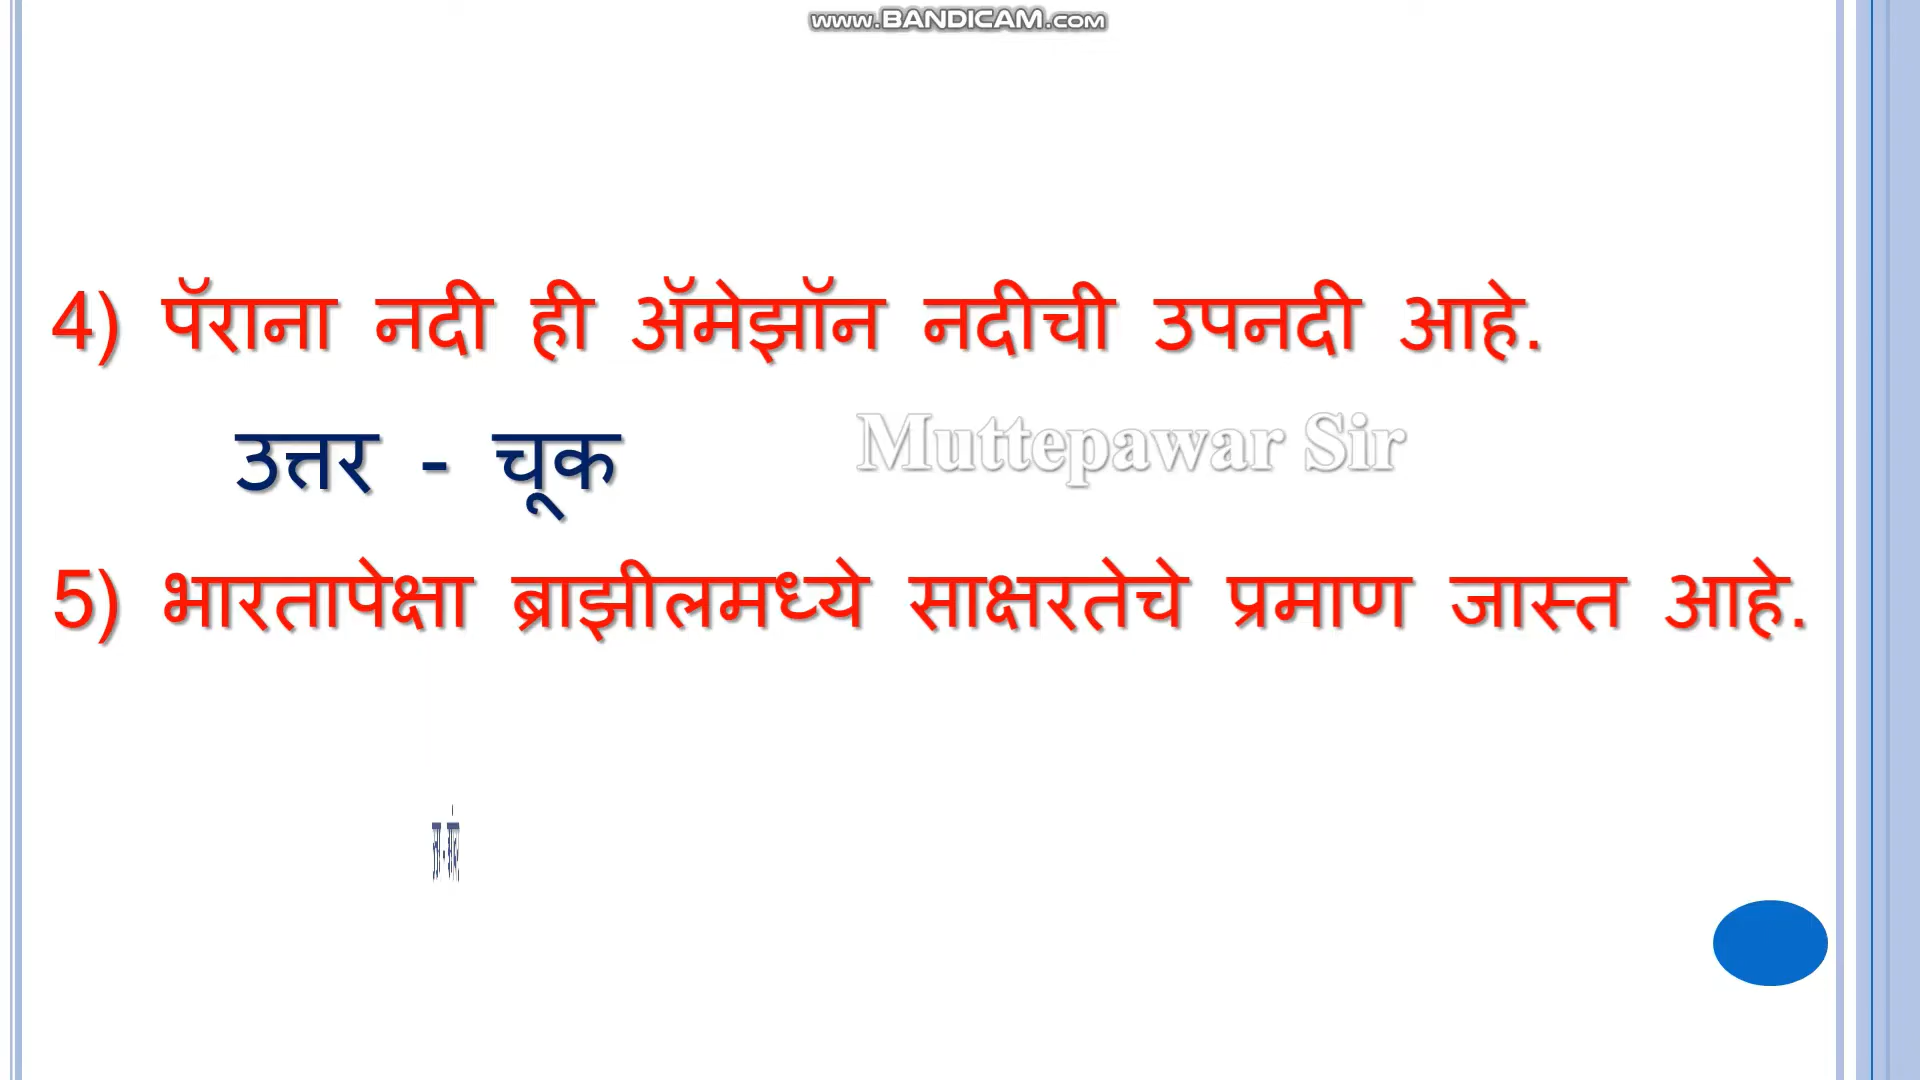 www.BANDICAM.com
4) पॅराना नदी ही ॲमेझॉन नदीची उपनदी आहे.
उत्तर - चूक
Muttepawar Sir
5) भारतापेक्षा ब्राझीलमध्ये साक्षरतेचे प्रमाण जास्त आहे.